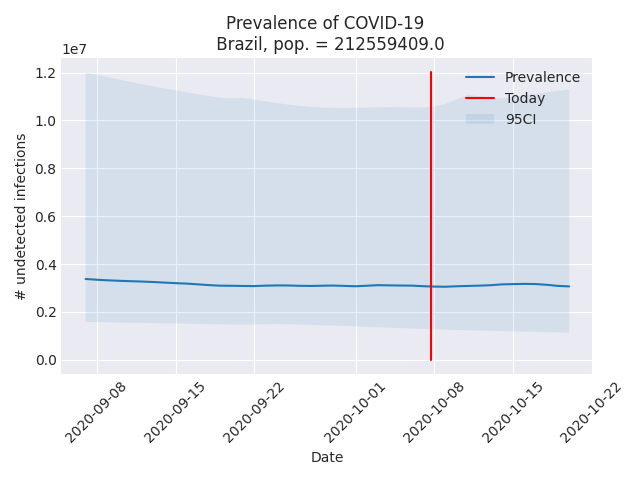 Prevalence of COVID-19
Brazil, pop. = 212559409.0
1e7
1.2
1.0
0.8
0.6
0.4
0.2
0.0
# undetected infections
Prevalence
Today
95CI
2020-09-08
2020-09-15
2020-09-22
2020-10-01
2020-10-08
2020-10-15
2020-10-22
Date